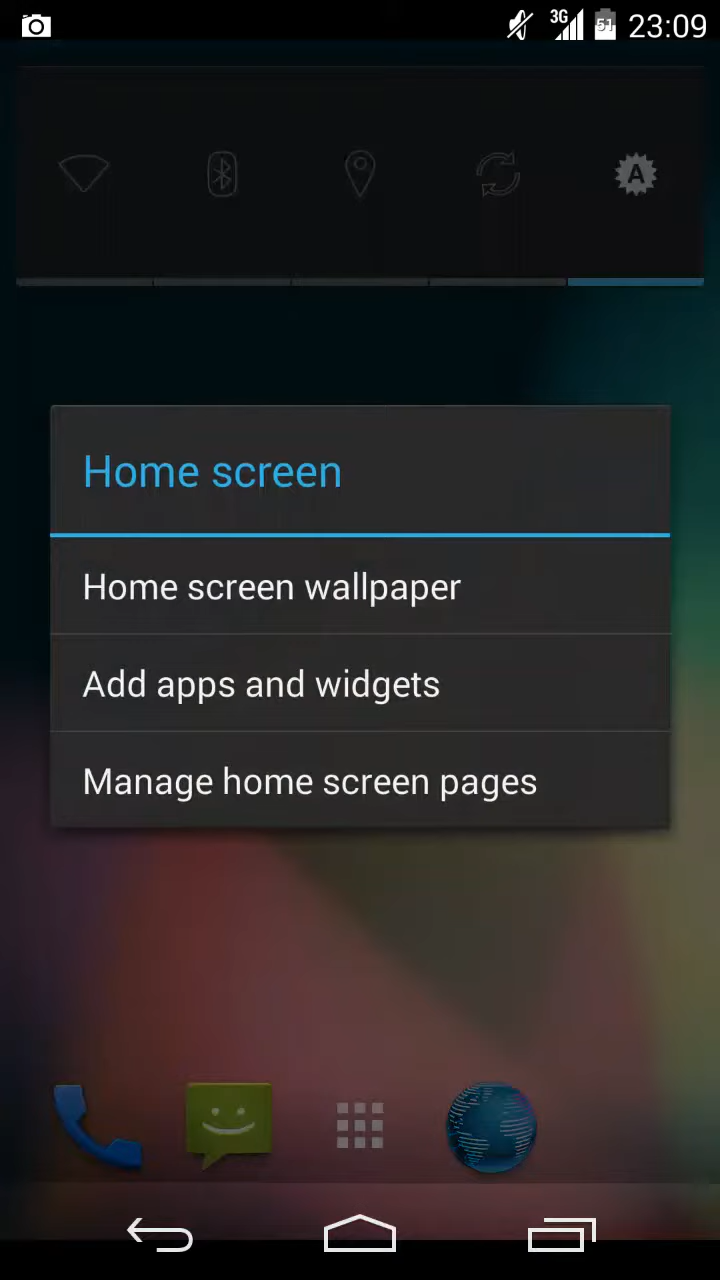 3G 51 23:09
A
Home screen
Home screen wallpaper
Add apps and widgets
Manage home screen pages